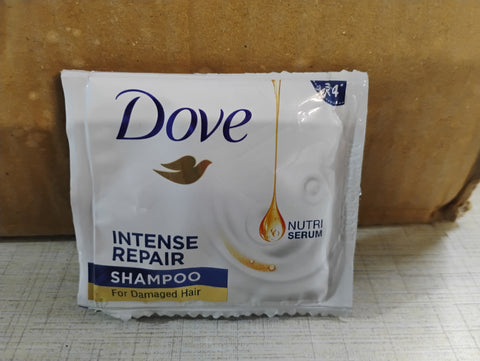 Dove
NUTRI
SERUM
INTENSE
REPAIR
SHAMPOO
For Damaged Hair